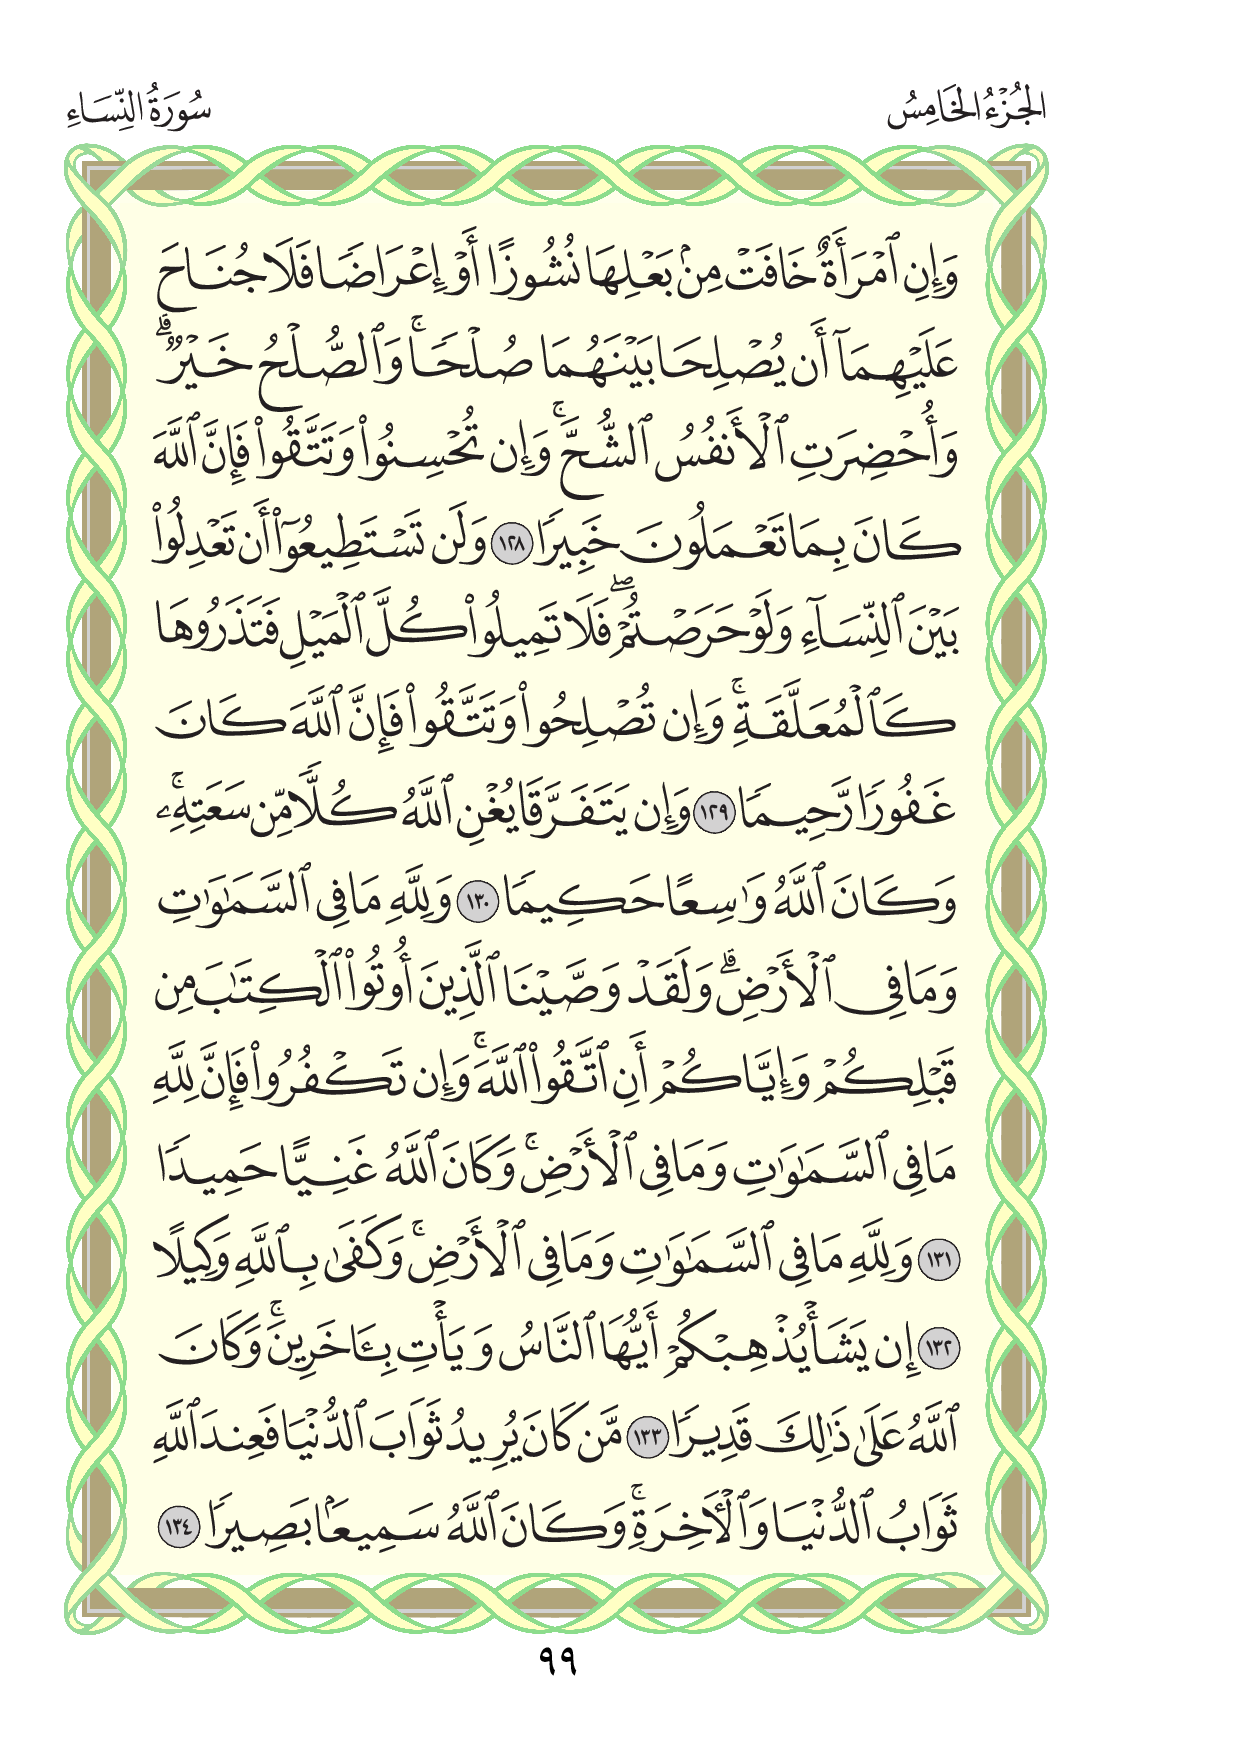 الجُزْءُ الخَامِسُ
سُورَةُ النِّسَاءِ
وَإِنِ ٱمْرَأَةٌ خَافَتْ مِنۢ بَعْلِهَا نُشُوزًا أَوْ إِعْرَاضًا فَلَا جُنَاحَ
عَلَيْهِمَآ أَن يُصْلِحَا بَيْنَهُمَا صُلْحًاۚ وَٱلصُّلْحُ خَيْرٌۗ
وَأُحْضِرَتِ ٱلْأَنفُسُ ٱلشُّحَّۚ وَإِن تُحْسِنُوا۟ وَتَتَّقُوا۟ فَإِنَّ ٱللَّهَ
كَانَ بِمَا تَعْمَلُونَ خَبِيرًا ١٢٨ وَلَن تَسْتَطِيعُوٓا۟ أَن تَعْدِلُوا۟
بَيْنَ ٱلنِّسَآءِ وَلَوْ حَرَصْتُمْۖ فَلَا تَمِيلُوا۟ كُلَّ ٱلْمَيْلِ فَتَذَرُوهَا
كَٱلْمُعَلَّقَةِۚ وَإِن تُصْلِحُوا۟ وَتَتَّقُوا۟ فَإِنَّ ٱللَّهَ كَانَ
غَفُورًا رَّحِيمًا ١٢٩ وَإِن يَتَفَرَّقَا يُغْنِ ٱللَّهُ كُلًّا مِّن سَعَتِهِۦۚ
وَكَانَ ٱللَّهُ وَٰسِعًا حَكِيمًا ١٣٠ وَلِلَّهِ مَا فِى ٱلسَّمَٰوَٰتِ
وَمَا فِى ٱلْأَرْضِۗ وَلَقَدْ وَصَّيْنَا ٱلَّذِينَ أُوتُوا۟ ٱلْكِتَٰبَ مِن
قَبْلِكُمْ وَإِيَّاكُمْ أَنِ ٱتَّقُوا۟ ٱللَّهَۚ وَإِن تَكْفُرُوا۟ فَإِنَّ لِلَّهِ
مَا فِى ٱلسَّمَٰوَٰتِ وَمَا فِى ٱلْأَرْضِۚ وَكَانَ ٱللَّهُ غَنِيًّا حَمِيدًا
١٣١ وَلِلَّهِ مَا فِى ٱلسَّمَٰوَٰتِ وَمَا فِى ٱلْأَرْضِۚ وَكَفَىٰ بِٱللَّهِ وَكِيلًا
١٣٢ إِن يَشَأْ يُذْهِبْكُمْ أَيُّهَا ٱلنَّاسُ وَيَأْتِ بِـَٔاخَرِينَۚ وَكَانَ
ٱللَّهُ عَلَىٰ ذَٰلِكَ قَدِيرًا ١٣٣ مَّن كَانَ يُرِيدُ ثَوَابَ ٱلدُّنْيَا فَعِندَ ٱللَّهِ
ثَوَابُ ٱلدُّنْيَا وَٱلْـَٔاخِرَةِۚ وَكَانَ ٱللَّهُ سَمِيعًۢا بَصِيرًا ١٣٤
٩٩